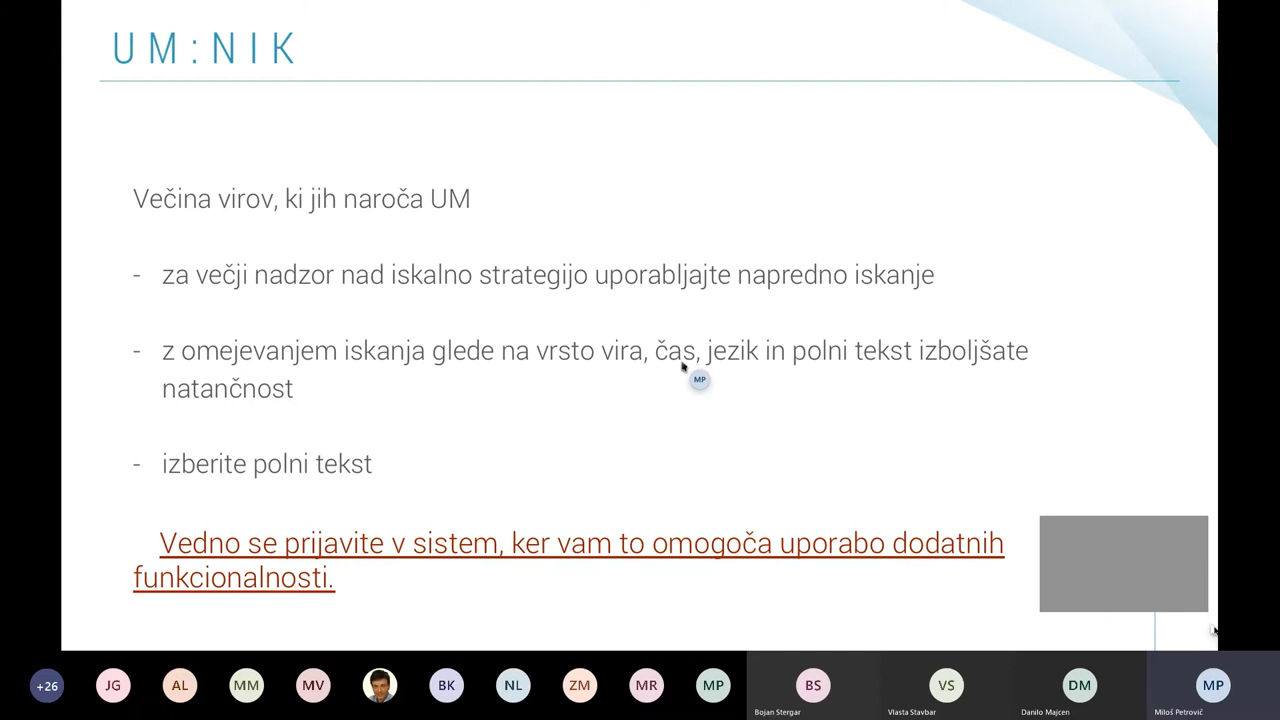 UM:NIK
Večina virov, ki jih naroča UM
- za večji nadzor nad iskalno strategijo uporabljajte napredno iskanje
- z omejevanjem iskanja glede na vrsto vira, čas, jezik in polni tekst izboljšate
natančnost
MP
- izberite polni tekst
Vedno se prijavite v sistem, ker vam to omogoča uporabo dodatnih
funkcionalnosti.
+26 JG AL MM MV BK NL ZM MR MP BS VS DM MP
Bojan Stergar Vlasta Stavbar Danilo Majcen Miloš Petrovič